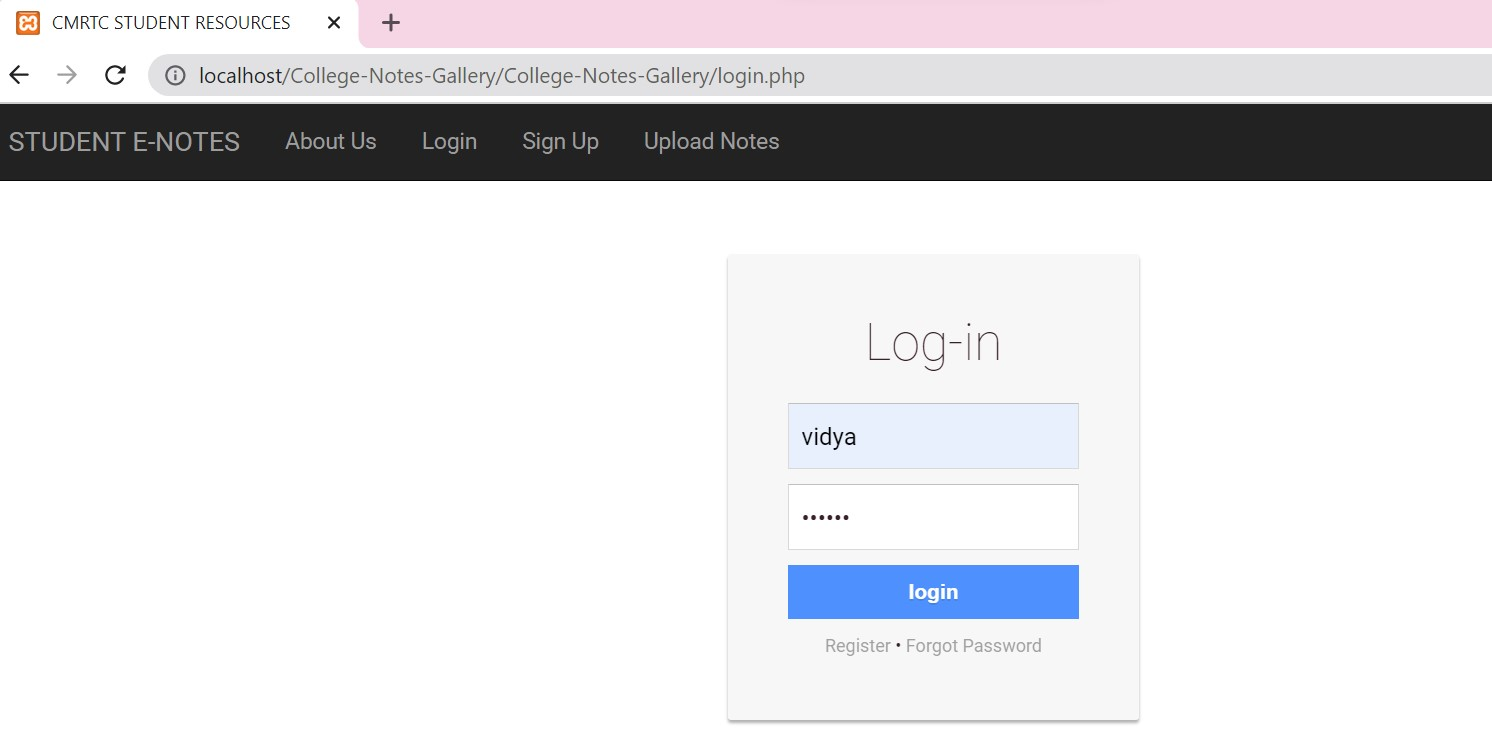 CMRTC STUDENT RESOURCES
localhost/College-Notes-Gallery/College-Notes-Gallery/login.php
STUDENT E-NOTES About Us Login Sign Up Upload Notes
Log-in
vidya
••••••
login
Register • Forgot Password